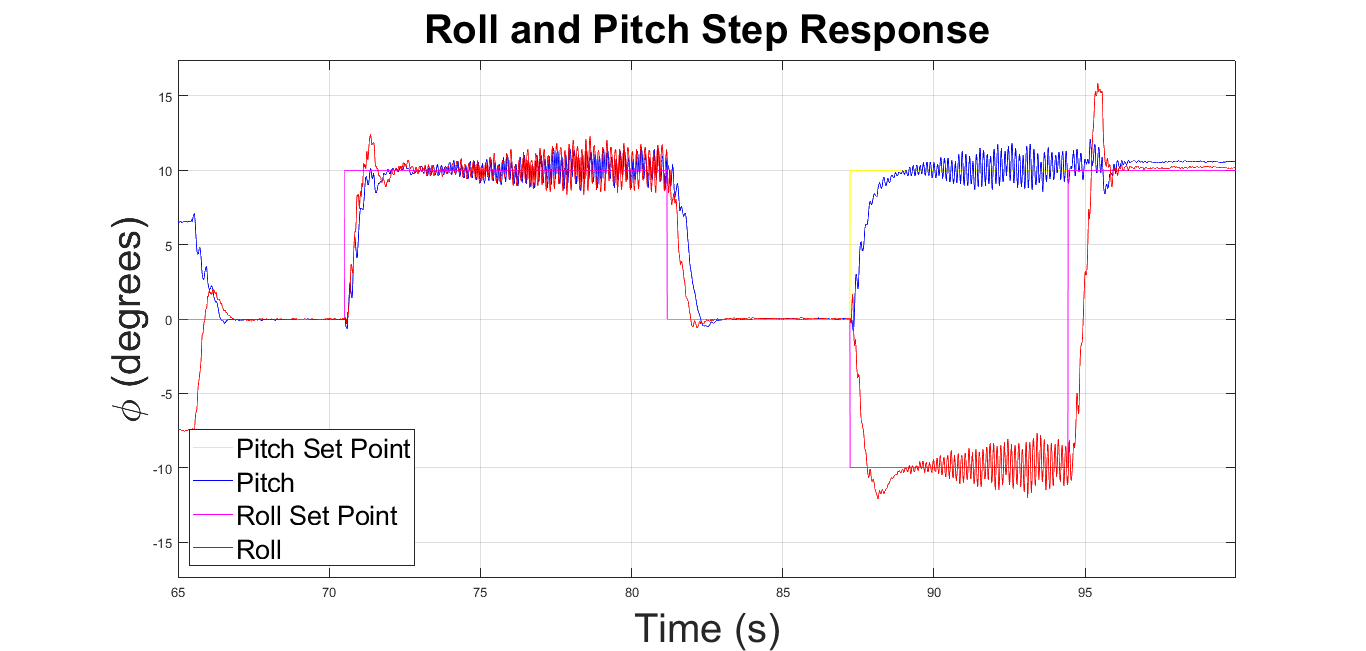 Roll and Pitch Step Response
ϕ (degrees)
15
10
5
0
-5
-10
-15
Pitch Set Point
Pitch
Roll Set Point
Roll
65 70 75 80 85 90 95
Time (s)